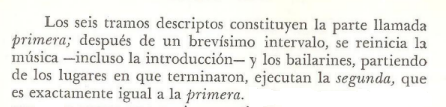 Los seis tramos descriptos constituyen la parte llamada
primera; después de un brevísimo intervalo, se reinicia la
música —incluso la introducción— y los bailarines, partiendo
de los lugares en que terminaron, ejecutan la segunda, que
es exactamente igual a la primera.